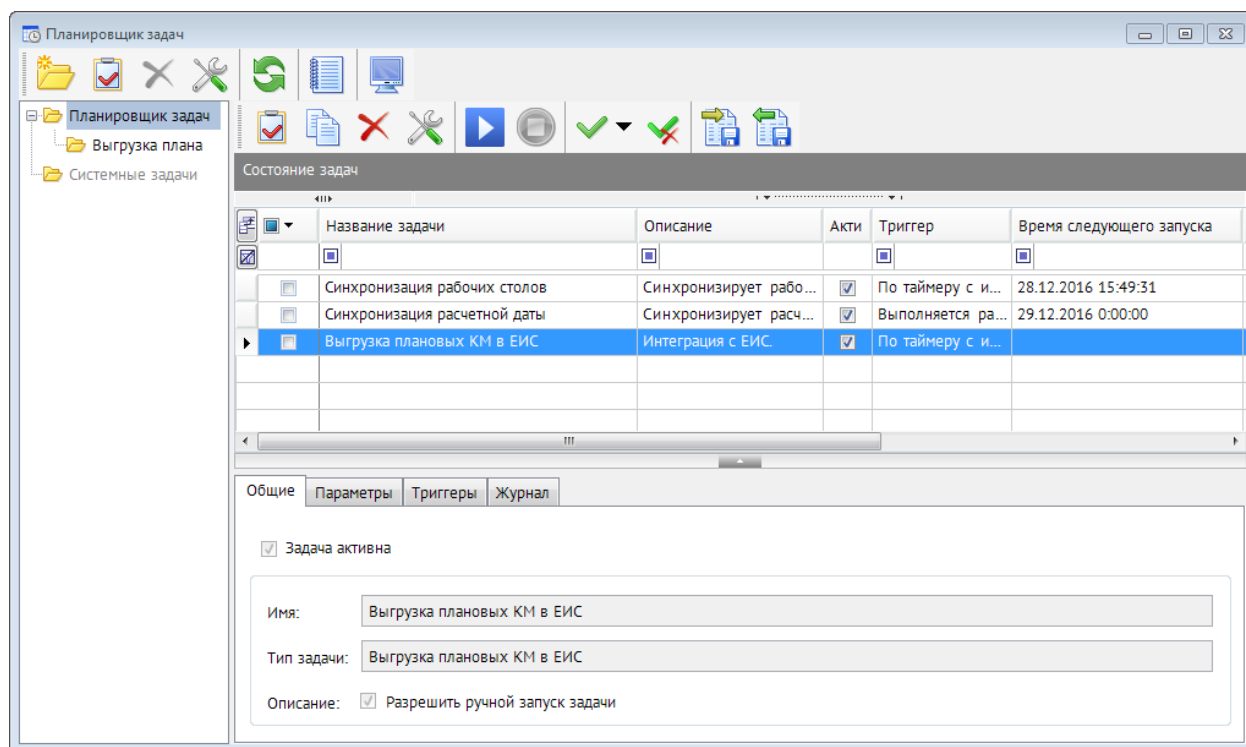 Планировщик задач
Планировщик задач
Выгрузка плана
Системные задачи
Состояние задач
Название задачи Описание Акти Триггер Время следующего запуска
Синхронизация рабочих столов Синхронизирует рабо... По таймеру с и... 28.12.2016 15:49:31
Синхронизация расчетной даты Синхронизирует расч... Выполняется ра... 29.12.2016 0:00:00
Выгрузка плановых КМ в ЕИС Интеграция с ЕИС. По таймеру с и...
Общие Параметры Триггеры Журнал
Задача активна
Имя: Выгрузка плановых КМ в ЕИС
Тип задачи: Выгрузка плановых КМ в ЕИС
Описание: Разрешить ручной запуск задачи